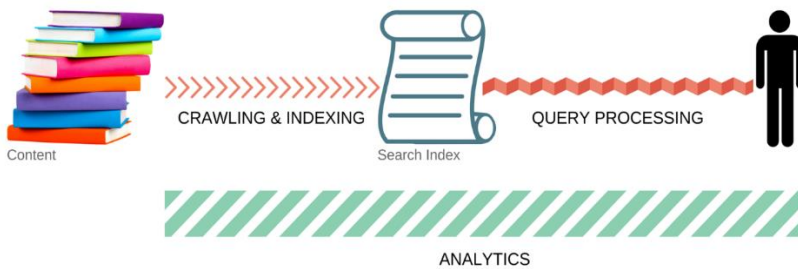 CRAWLING & INDEXING
QUERY PROCESSING
Content
Search Index
ANALYTICS